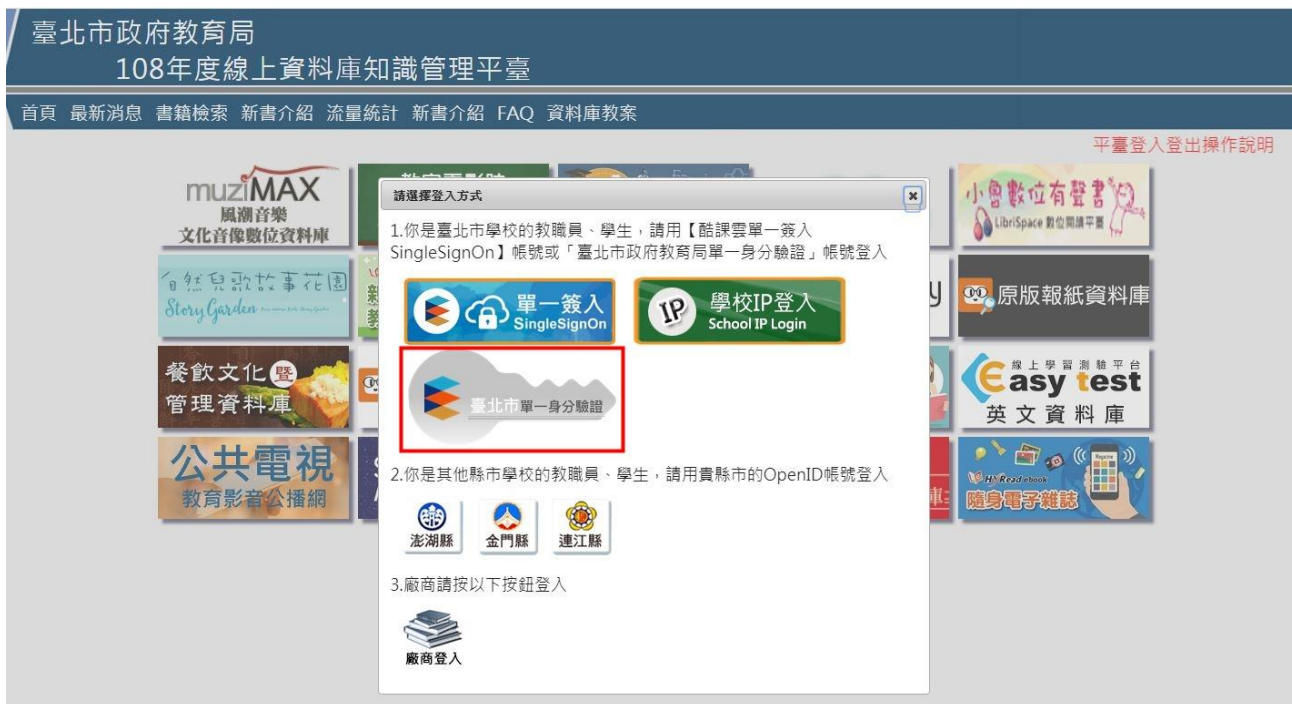 臺北市政府教育局
108年度線上資料庫知識管理平臺
首頁 最新消息 書籍檢索 新書介紹 流量統計 新書介紹 FAQ 資料庫教案
平臺登入登出操作說明
muziMAX
風潮音樂
文化音像數位資料庫
小魯數位有聲書
LibriSpace 數位閱讀平臺
自然兒歌故事花園
Story Garden
原版報紙資料庫
餐飲文化暨
管理資料庫
線上學習測驗平台
Easy test
英文資料庫
公共電視
教育影音公播網
HyRead ebook
隨身電子雜誌
請選擇登入方式
1.你是臺北市學校的教職員、學生，請用【酷課雲單一簽入
SingleSignOn】帳號或「臺北市政府教育局單一身分驗證」帳號登入
單一簽入
SingleSignOn
IP
學校IP登入
School IP Login
臺北市單一身分驗證
2.你是其他縣市學校的教職員、學生，請用貴縣市的OpenID帳號登入
澎湖縣 金門縣 連江縣
3.廠商請按以下按鈕登入
廠商登入